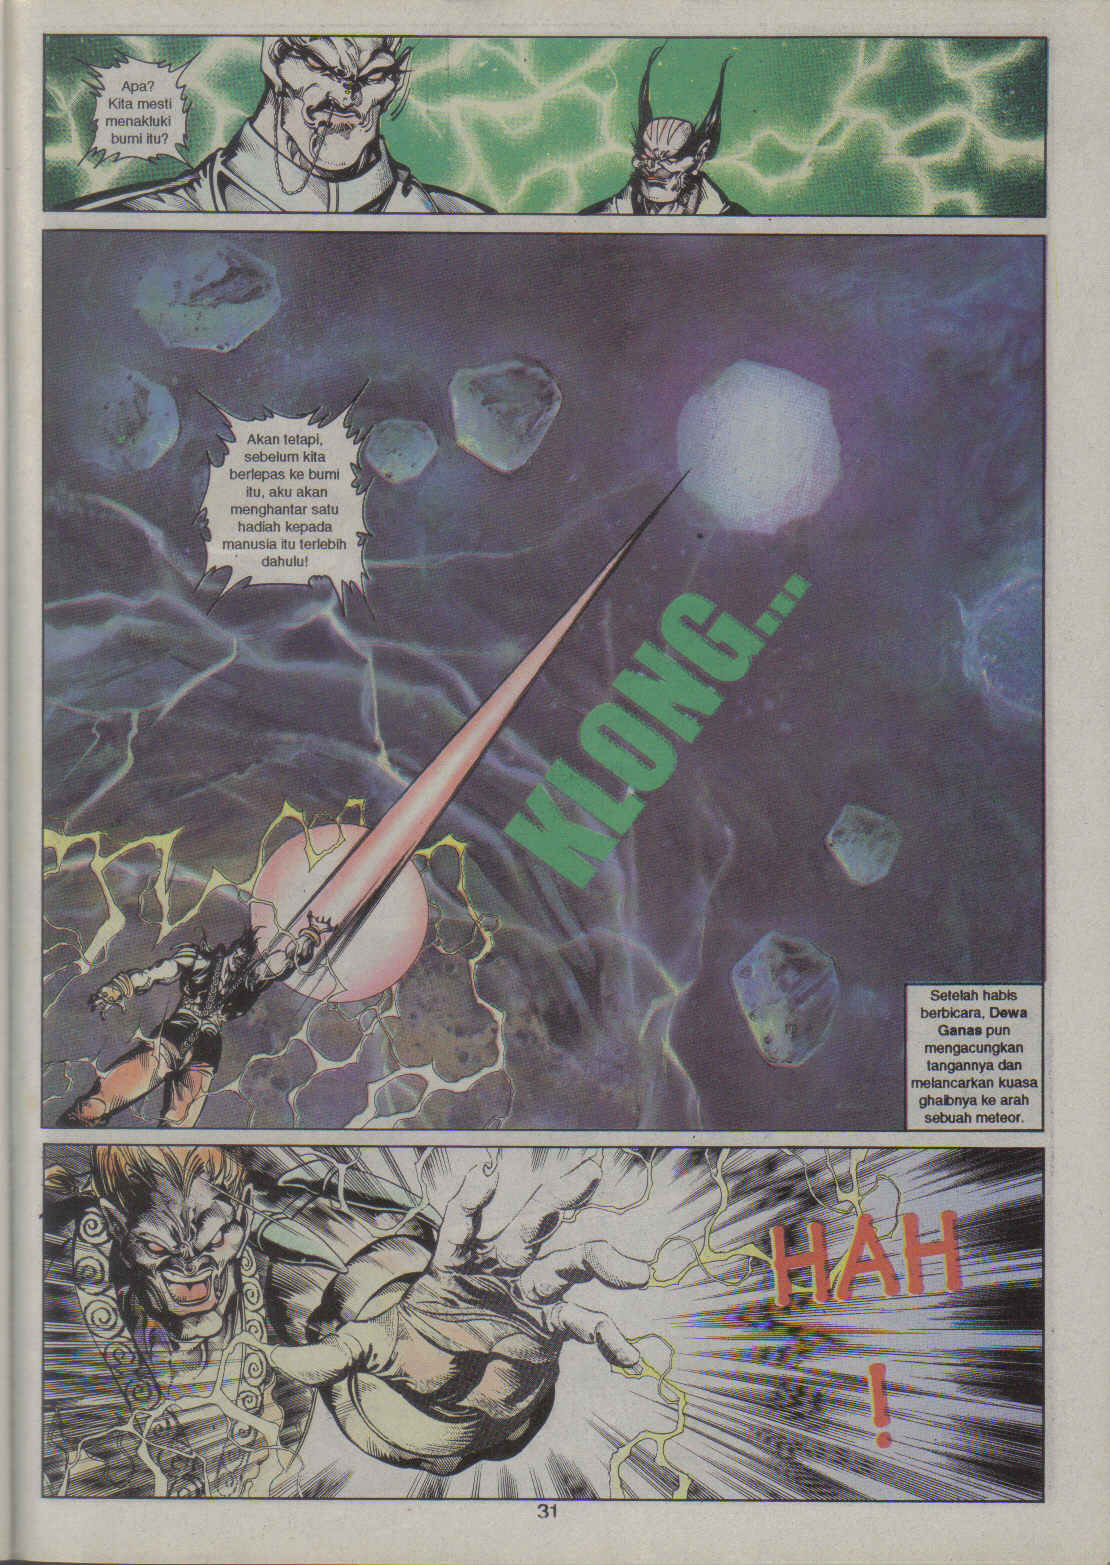 Apa?
Kita mesti
menakluki
bumi itu?
Akan tetapi,
sebelum kita
berlepas ke bumi
itu, aku akan
menghantar satu
hadiah kepada
manusia itu terlebih
dahulu!
KLONG...
Setelah habis
berbicara, Dewa
Ganas pun
mengacungkan
tangannya dan
melancarkan kuasa
ghaibnya ke arah
sebuah meteor.
HAH
!
31